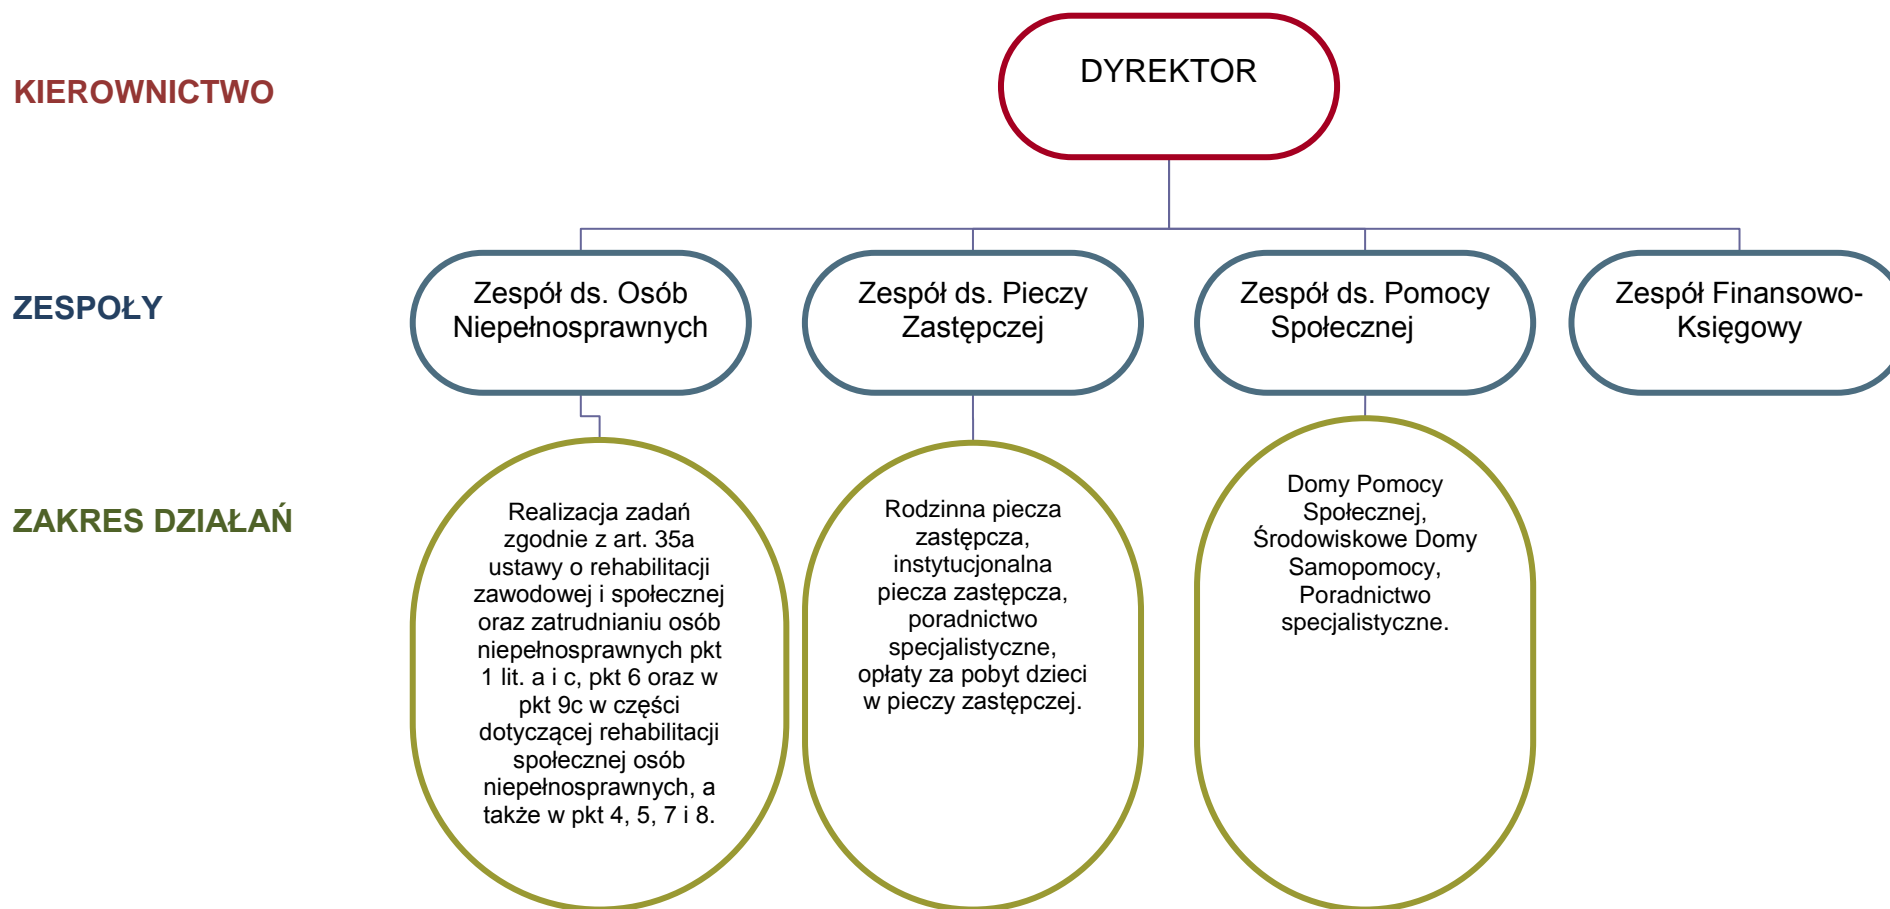 KIEROWNICTWO
DYREKTOR
ZESPOŁY
Zespół ds. Osób
Niepełnosprawnych
Zespół ds. Pieczy
Zastępczej
Zespół ds. Pomocy
Społecznej
Zespół Finansowo-
Księgowy
ZAKRES DZIAŁAŃ
Realizacja zadań
zgodnie z art. 35a
ustawy o rehabilitacji
zawodowej i społecznej
oraz zatrudnianiu osób
niepełnosprawnych pkt
1 lit. a i c, pkt 6 oraz w
pkt 9c w części
dotyczącej rehabilitacji
społecznej osób
niepełnosprawnych, a
także w pkt 4, 5, 7 i 8.
Rodzinna piecza
zastępcza,
instytucjonalna
piecza zastępcza,
poradnictwo
specjalistyczne,
opłaty za pobyt dzieci
w pieczy zastępczej.
Domy Pomocy
Społecznej,
Środowiskowe Domy
Samopomocy,
Poradnictwo
specjalistyczne.